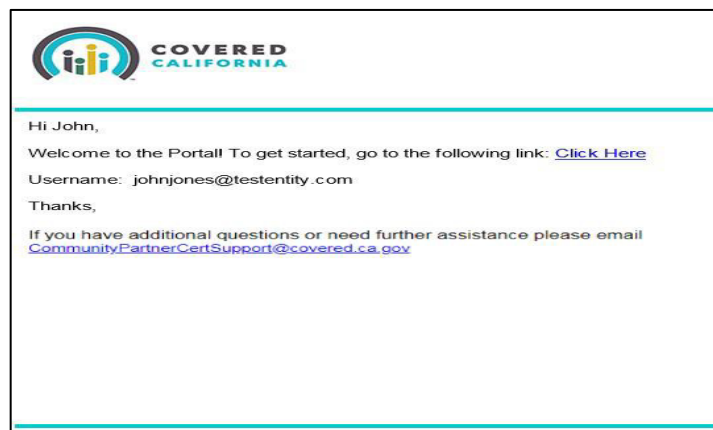 COVERED
CALIFORNIA
Hi John,
Welcome to the Portal! To get started, go to the following link: Click Here
Username: johnjones@testentity.com
Thanks,
If you have additional questions or need further assistance please email
CommunityPartnerCertSupport@covered.ca.gov